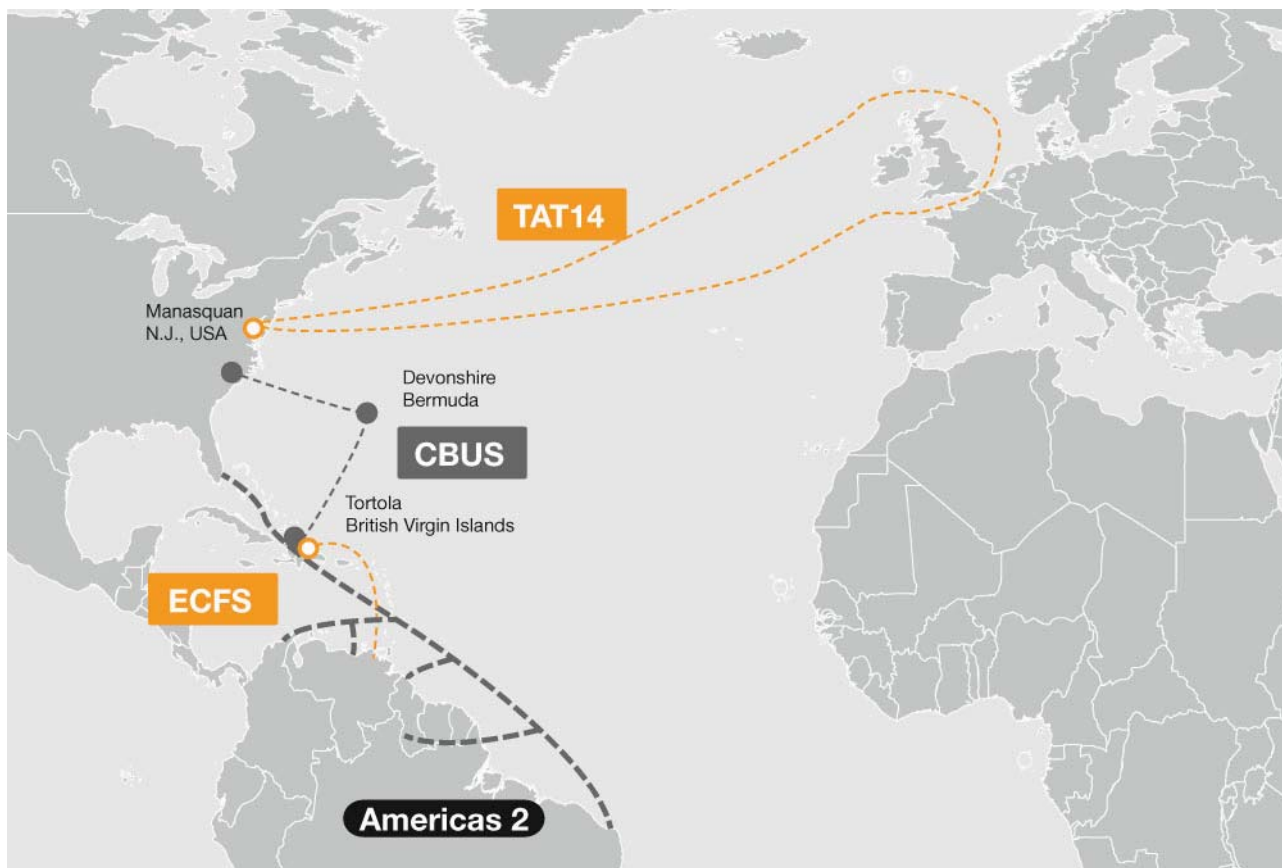 TAT14
Manasquan
N.J., USA
Devonshire
Bermuda
CBUS
Tortola
British Virgin Islands
ECFS
Americas 2